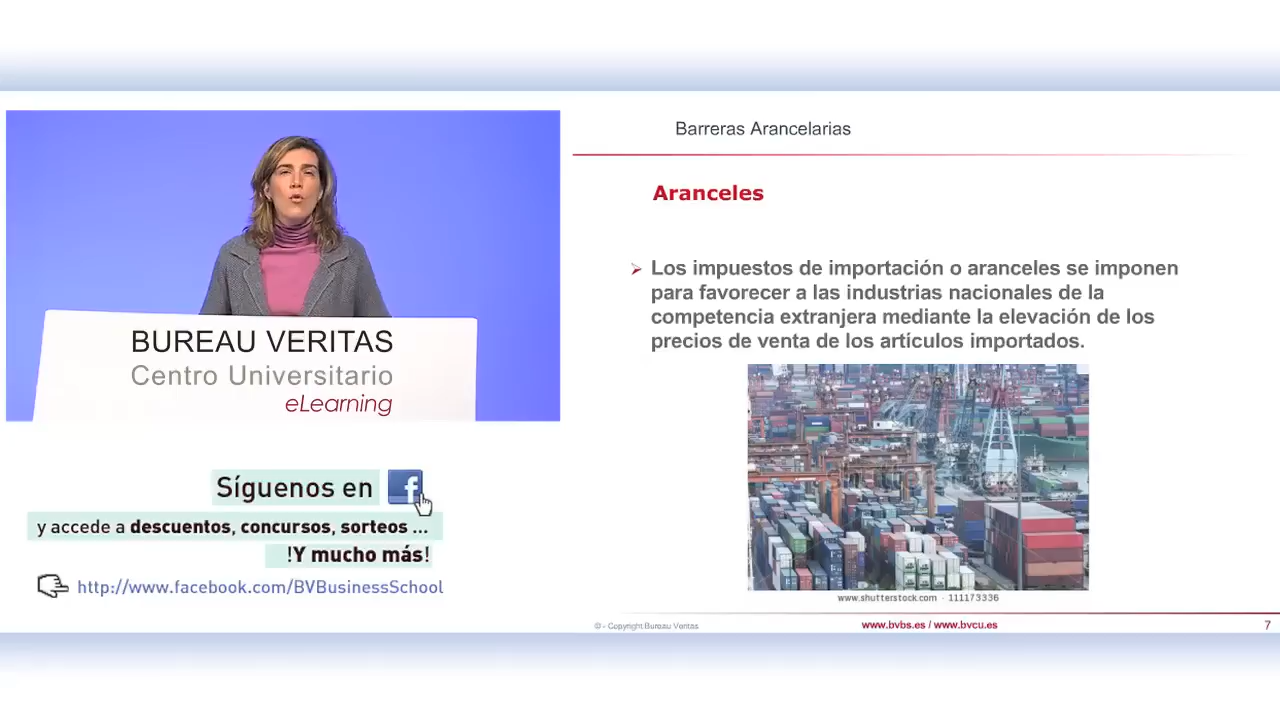 BUREAU VERITAS
Centro Universitario
eLearning
Síguenos en f
y accede a descuentos, concursos, sorteos ...
!Y mucho más!
http://www.facebook.com/BVBusinessSchool
Barreras Arancelarias
Aranceles
Los impuestos de importación o aranceles se imponen
para favorecer a las industrias nacionales de la
competencia extranjera mediante la elevación de los
precios de venta de los artículos importados.
www.shutterstock.com · 111173336
© - Copyright Bureau Veritas
www.bvbs.es / www.bvcu.es
7